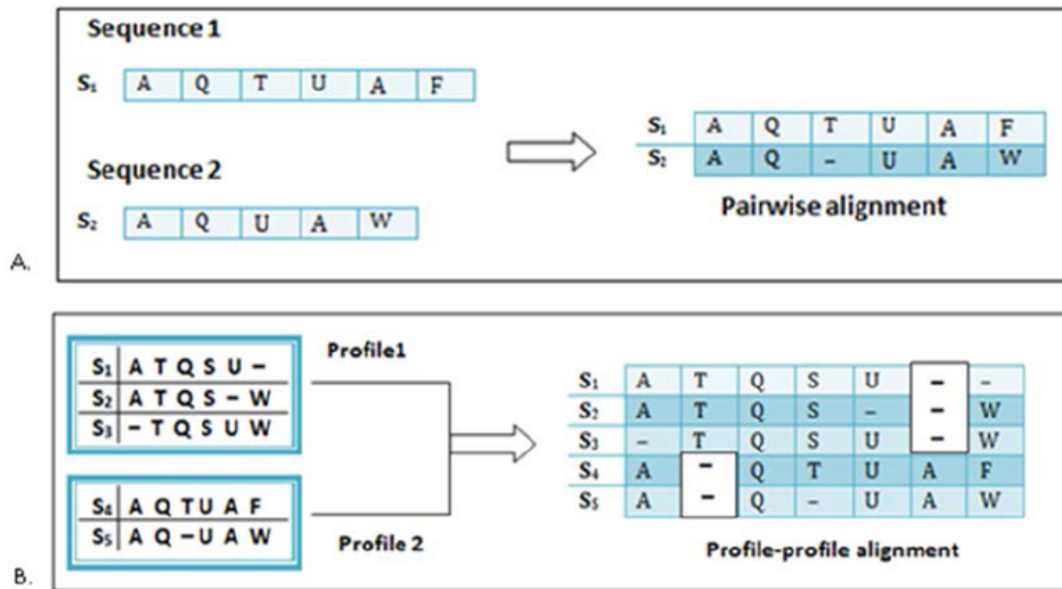 Sequence 1
S₁ A Q T U A F
Sequence 2
S₂ A Q U A W
S₁ A Q T U A F
S₂ A Q – U A W
Pairwise alignment
A.
S₁ A T Q S U –
S₂ A T Q S – W
S₃ – T Q S U W
Profile1
S₄ A Q T U A F
S₅ A Q – U A W
Profile 2
S₁ A T Q S U – –
S₂ A T Q S – – W
S₃ – T Q S U – W
S₄ A – Q T U A F
S₅ A – Q – U A W
Profile-profile alignment
B.